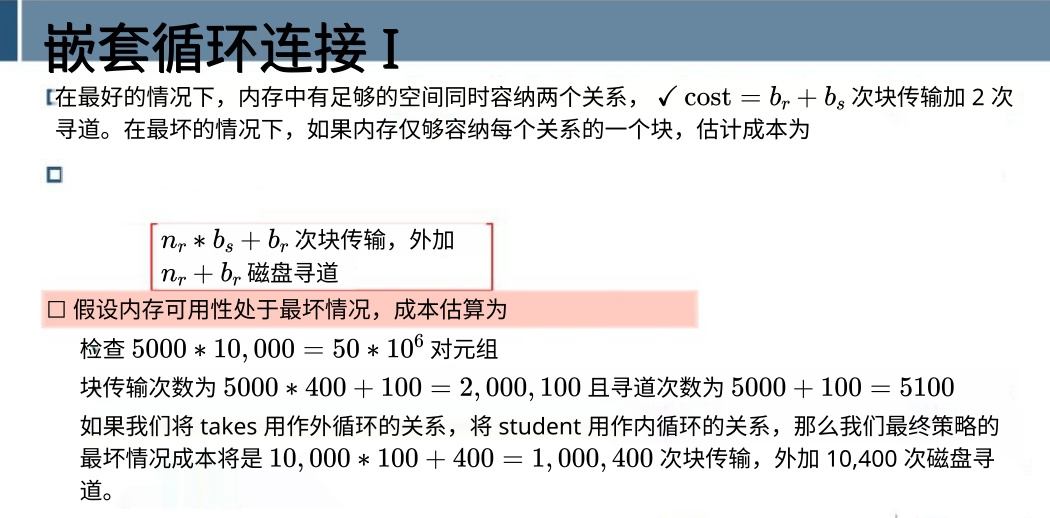 嵌套循环连接 I
在最好的情况下，内存中有足够的空间同时容纳两个关系， ✓ cost = b_r + b_s 次块传输加 2 次
寻道。在最坏的情况下，如果内存仅够容纳每个关系的一个块，估计成本为
n_r * b_s + b_r 次块传输，外加
n_r + b_r 磁盘寻道
☐ 假设内存可用性处于最坏情况，成本估算为
检查 5000 * 10,000 = 50 * 10^6 对元组
块传输次数为 5000 * 400 + 100 = 2,000,100 且寻道次数为 5000 + 100 = 5100
如果我们将 takes 用作外循环的关系，将 student 用作内循环的关系，那么我们最终策略的
最坏情况成本将是 10,000 * 100 + 400 = 1,000,400 次块传输，外加 10,400 次磁盘寻
道。